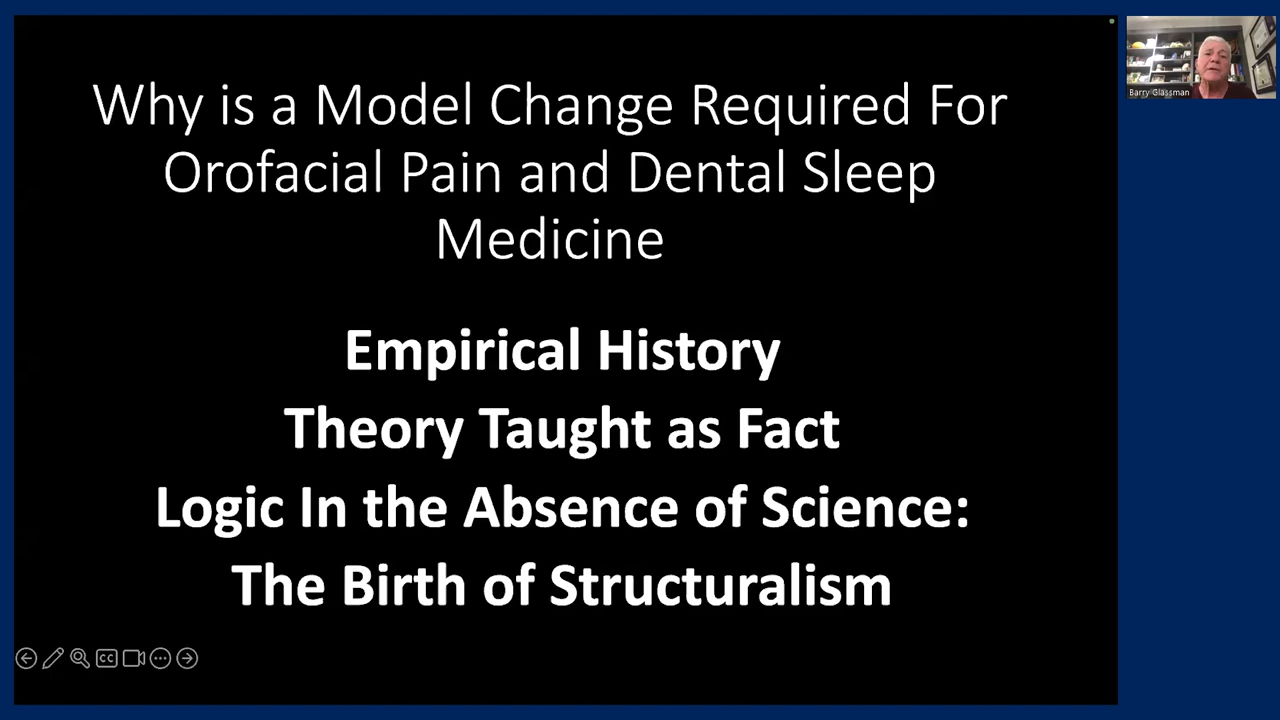 Why is a Model Change Required For
Orofacial Pain and Dental Sleep
Medicine
Empirical History
Theory Taught as Fact
Logic In the Absence of Science:
The Birth of Structuralism
CC
Barry Glassman